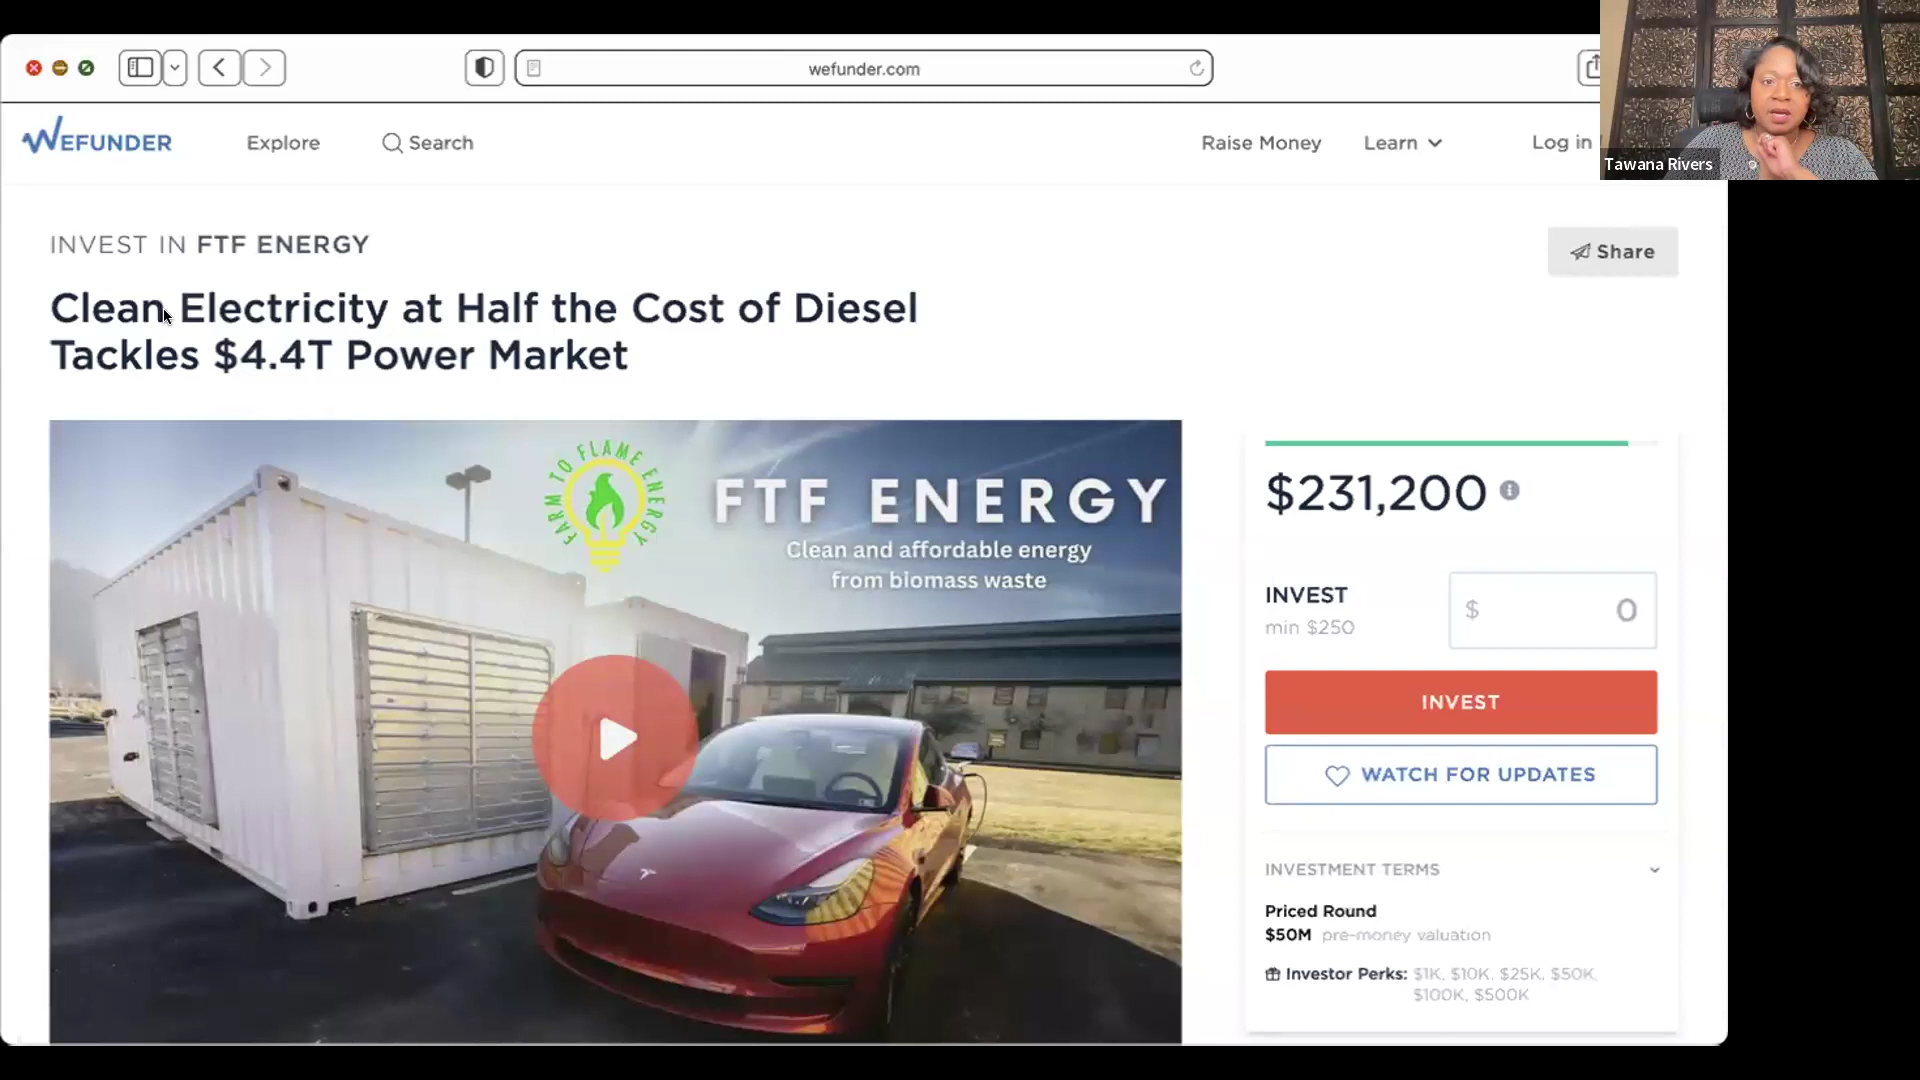 wefunder.com
Tawana Rivers
WEFUNDER
Explore
Search
Raise Money
Learn
Log in
INVEST IN FTF ENERGY
Share
Clean Electricity at Half the Cost of Diesel
Tackles $4.4T Power Market
FARM TO FLAME ENERGY
FTF ENERGY
Clean and affordable energy
from biomass waste
$231,200
INVEST
min $250
$ 0
INVEST
WATCH FOR UPDATES
INVESTMENT TERMS
Priced Round
$50M pre-money valuation
Investor Perks: $1K, $10K, $25K, $50K,
$100K, $500K